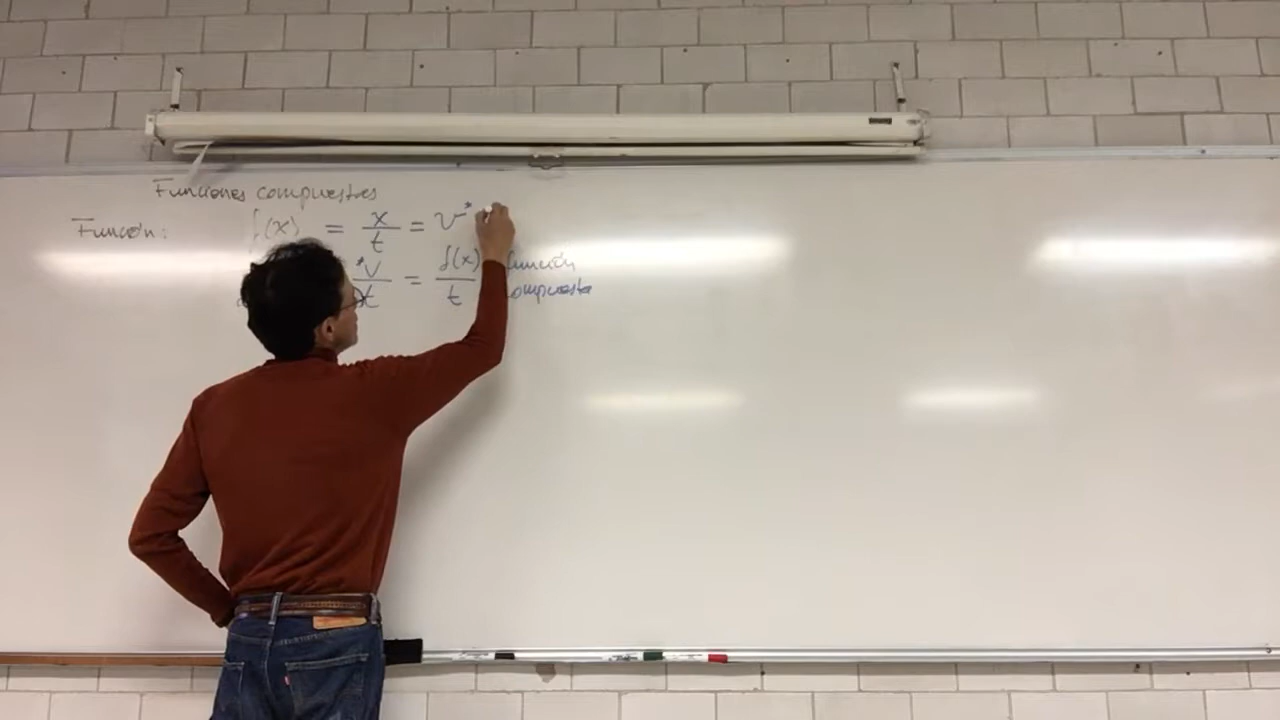 Funciones compuestas
Función: f(x) = x/t = v*
*v/t = f(x)/t función
compuesta